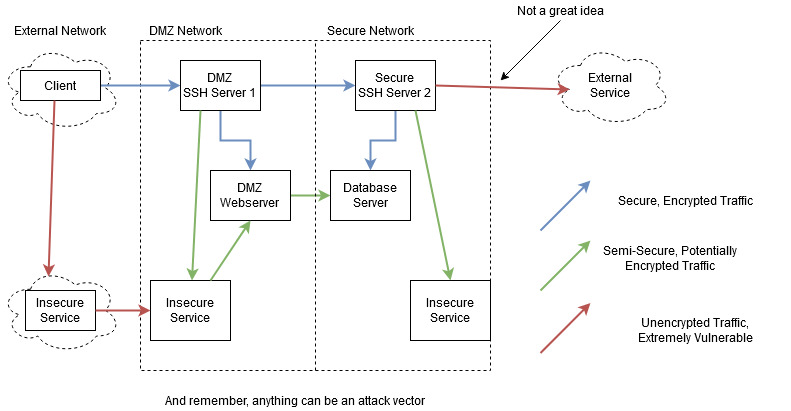 Not a great idea
External Network
DMZ Network
Secure Network
Client
DMZ
SSH Server 1
Secure
SSH Server 2
External
Service
DMZ
Webserver
Database
Server
Secure, Encrypted Traffic
Semi-Secure, Potentially
Encrypted Traffic
Insecure
Service
Insecure
Service
Insecure
Service
Unencrypted Traffic,
Extremely Vulnerable
And remember, anything can be an attack vector